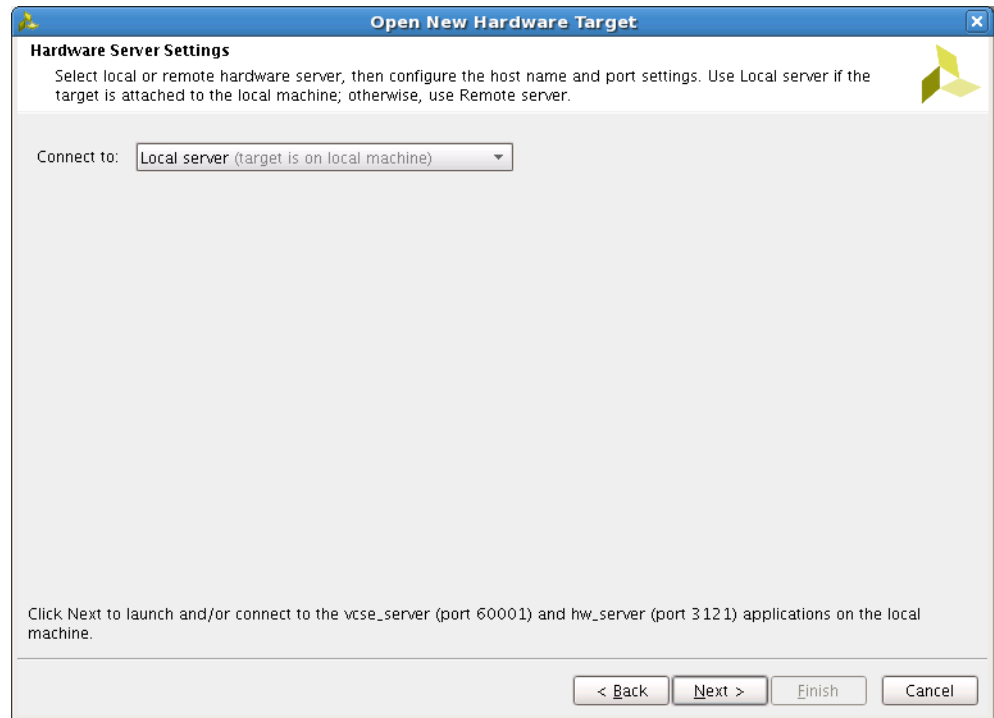 Open New Hardware Target
Hardware Server Settings
Select local or remote hardware server, then configure the host name and port settings. Use Local server if the
target is attached to the local machine; otherwise, use Remote server.
Connect to: Local server (target is on local machine)
Click Next to launch and/or connect to the vcse_server (port 60001) and hw_server (port 3121) applications on the local
machine.
< Back Next > Finish Cancel